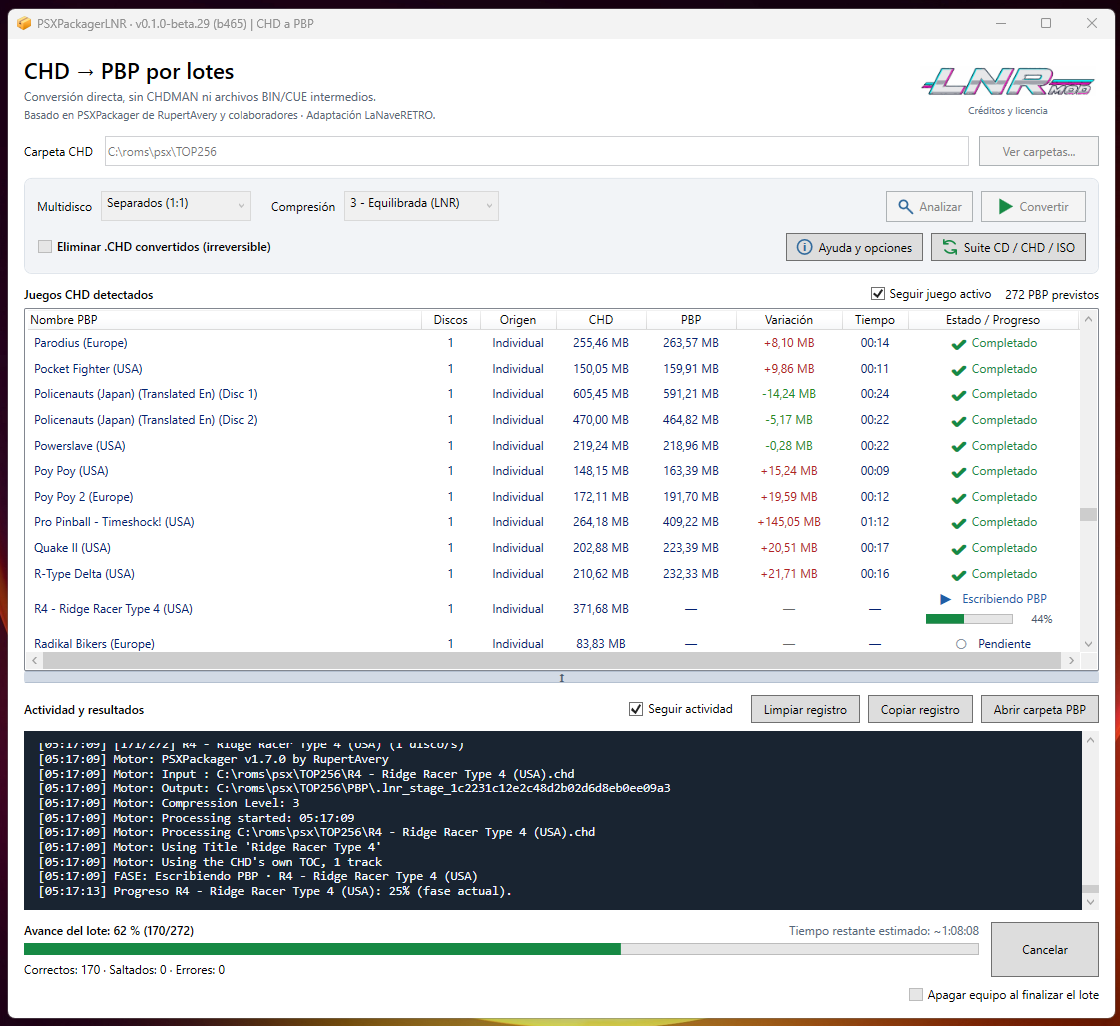 PSXPackagerLNR · v0.1.0-beta.29 (b465) | CHD a PBP
CHD → PBP por lotes
Conversión directa, sin CHDMAN ni archivos BIN/CUE intermedios.
Basado en PSXPackager de RupertAvery y colaboradores · Adaptación LaNaveRETRO.
LNR MOD
Créditos y licencia
Carpeta CHD C:\roms\psx\TOP256 Ver carpetas...
Multidisco Separados (1:1) Compresión 3 - Equilibrada (LNR) Analizar Convertir
Eliminar .CHD convertidos (irreversible) Ayuda y opciones Suite CD / CHD / ISO
Juegos CHD detectados Seguir juego activo 272 PBP previstos
Nombre PBP Discos Origen CHD PBP Variación Tiempo Estado / Progreso
Parodius (Europe) 1 Individual 255,46 MB 263,57 MB +8,10 MB 00:14 Completado
Pocket Fighter (USA) 1 Individual 150,05 MB 159,91 MB +9,86 MB 00:11 Completado
Policenauts (Japan) (Translated En) (Disc 1) 1 Individual 605,45 MB 591,21 MB -14,24 MB 00:24 Completado
Policenauts (Japan) (Translated En) (Disc 2) 1 Individual 470,00 MB 464,82 MB -5,17 MB 00:22 Completado
Powerslave (USA) 1 Individual 219,24 MB 218,96 MB -0,28 MB 00:22 Completado
Poy Poy (USA) 1 Individual 148,15 MB 163,39 MB +15,24 MB 00:09 Completado
Poy Poy 2 (Europe) 1 Individual 172,11 MB 191,70 MB +19,59 MB 00:12 Completado
Pro Pinball - Timeshock! (USA) 1 Individual 264,18 MB 409,22 MB +145,05 MB 01:12 Completado
Quake II (USA) 1 Individual 202,88 MB 223,39 MB +20,51 MB 00:17 Completado
R-Type Delta (USA) 1 Individual 210,62 MB 232,33 MB +21,71 MB 00:16 Completado
R4 - Ridge Racer Type 4 (USA) 1 Individual 371,68 MB — — — Escribiendo PBP 44%
Radikal Bikers (Europe) 1 Individual 83,83 MB — — — Pendiente
Actividad y resultados Seguir actividad Limpiar registro Copiar registro Abrir carpeta PBP
[05:17:09] [171/272] R4 - Ridge Racer Type 4 (USA) (1 disco/s)
[05:17:09] Motor: PSXPackager v1.7.0 by RupertAvery
[05:17:09] Motor: Input : C:\roms\psx\TOP256\R4 - Ridge Racer Type 4 (USA).chd
[05:17:09] Motor: Output: C:\roms\psx\TOP256\PBP\.lnr_stage_1c2231c12e2c48d2b02d6d8eb0ee09a3
[05:17:09] Motor: Compression Level: 3
[05:17:09] Motor: Processing started: 05:17:09
[05:17:09] Motor: Processing C:\roms\psx\TOP256\R4 - Ridge Racer Type 4 (USA).chd
[05:17:09] Motor: Using Title 'Ridge Racer Type 4'
[05:17:09] Motor: Using the CHD's own TOC, 1 track
[05:17:09] FASE: Escribiendo PBP · R4 - Ridge Racer Type 4 (USA)
[05:17:13] Progreso R4 - Ridge Racer Type 4 (USA): 25% (fase actual).
Avance del lote: 62 % (170/272) Tiempo restante estimado: ~1:08:08
Cancelar
Correctos: 170 · Saltados: 0 · Errores: 0
Apagar equipo al finalizar el lote